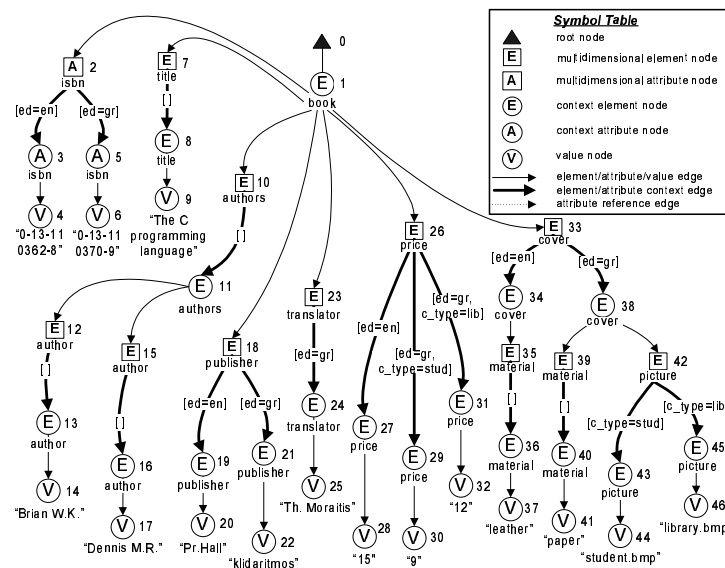 Symbol Table
root node
E multidimensional element node
A multidimensional attribute node
E context element node
A context attribute node
V value node
element/attribute/value edge
element/attribute context edge
attribute reference edge
0
E 1
book
A 2
isbn
E 7
title
[ed=en] [ed=gr]
[ ]
A 3
isbn
A 5
isbn
E 8
title
V 4
"0-13-11
0362-8"
V 6
"0-13-11
0370-9"
V 9
"The C
programming
language"
E 10
authors
[ ]
E 11
authors
E 12
author
[ ]
E 13
author
V 14
"Brian W.K."
E 15
author
[ ]
E 16
author
V 17
"Dennis M.R."
E 18
publisher
[ed=en] [ed=gr]
E 19
publisher
V 20
"Pr.Hall"
E 21
publisher
V 22
"klidaritmos"
E 23
translator
[ed=gr]
E 24
translator
V 25
"Th. Moraitis"
E 26
price
[ed=en]
[ed=gr,
c_type=stud]
[ed=gr,
c_type=lib]
E 27
price
V 28
"15"
E 29
price
V 30
"9"
E 31
price
V 32
"12"
E 33
cover
[ed=en] [ed=gr]
E 34
cover
E 35
material
[ ]
E 36
material
V 37
"leather"
E 38
cover
E 39
material
[ ]
E 40
material
V 41
"paper"
E 42
picture
[c_type=stud]
[c_type=lib
E 43
picture
V 44
"student.bmp"
E 45
picture
V 46
"library.bmp"